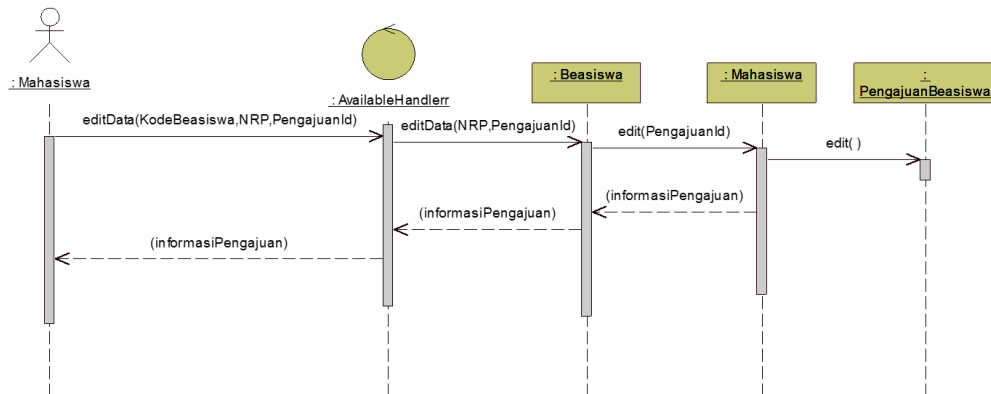 : Mahasiswa
: AvailableHandlerr
: Beasiswa
: Mahasiswa
:
PengajuanBeasiswa
editData(KodeBeasiswa,NRP,PengajuanId)
editData(NRP,PengajuanId)
edit(PengajuanId)
edit( )
(informasiPengajuan)
(informasiPengajuan)
(informasiPengajuan)